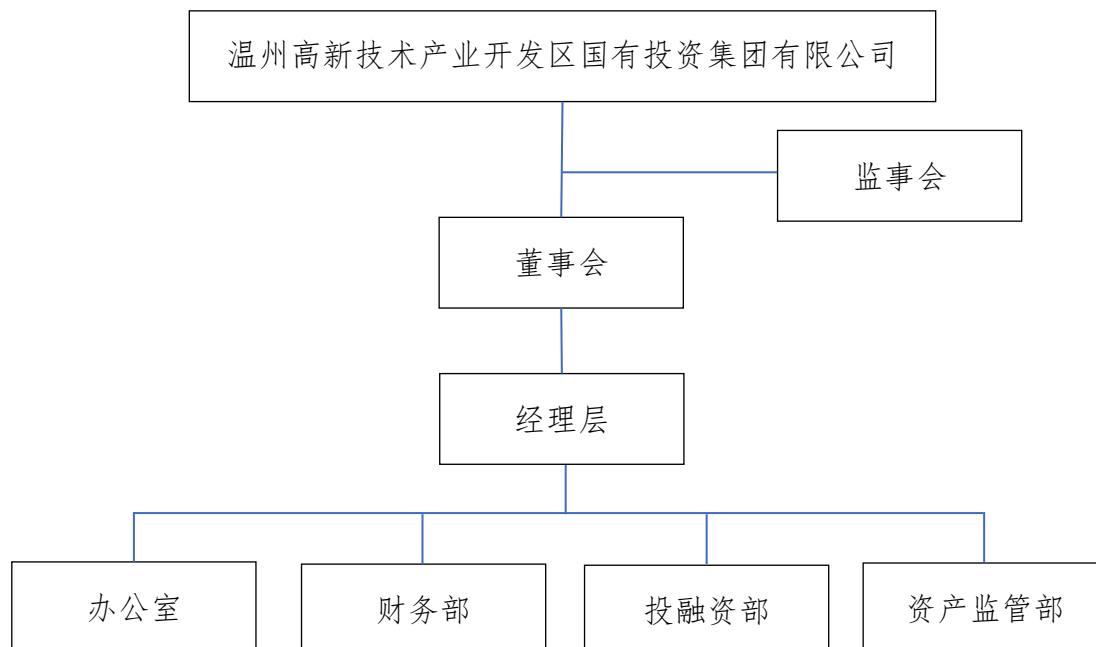 温州高新技术产业开发区国有投资集团有限公司
监事会
董事会
经理层
办公室
财务部
投融资部
资产监管部